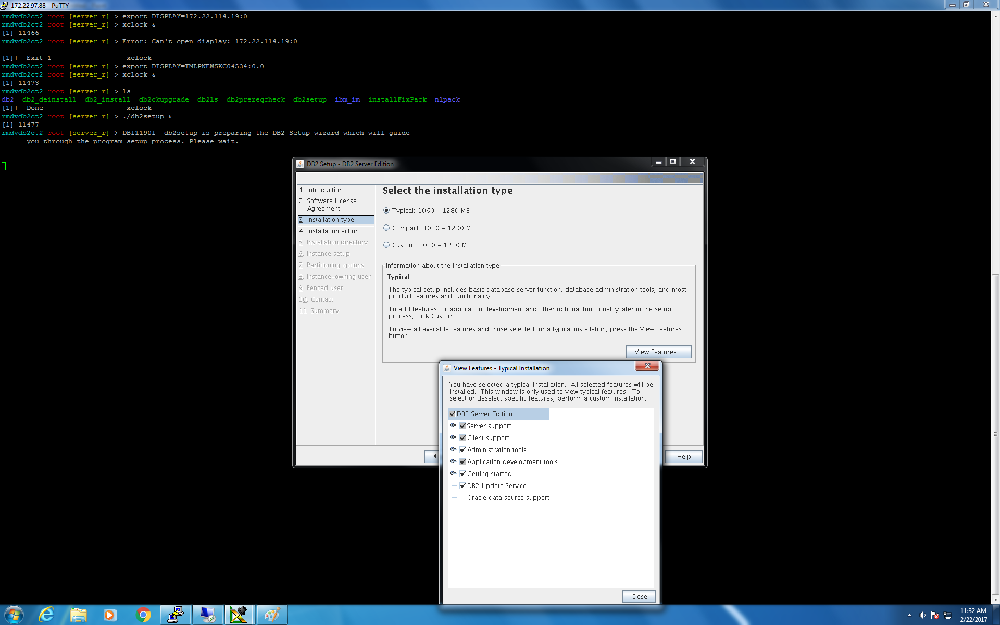 172.22.97.88 - PuTTY
rmdvdb2ct2 root [server_r] > export DISPLAY=172.22.114.19:0
rmdvdb2ct2 root [server_r] > xclock &
[1] 11466
rmdvdb2ct2 root [server_r] > Error: Can't open display: 172.22.114.19:0
[1]+  Exit 1                  xclock
rmdvdb2ct2 root [server_r] > export DISPLAY=TMLPNEWSKC04534:0.0
rmdvdb2ct2 root [server_r] > xclock &
[1] 11473
rmdvdb2ct2 root [server_r] > ls
db2  db2_deinstall  db2_install  db2ckupgrade  db2ls  db2prereqcheck  db2setup  ibm_im  installFixPack  nlpack
[1]+  Done                    xclock
rmdvdb2ct2 root [server_r] > ./db2setup &
[1] 11477
rmdvdb2ct2 root [server_r] > DBI1190I  db2setup is preparing the DB2 Setup wizard which will guide
you through the program setup process. Please wait.
DB2 Setup - DB2 Server Edition
1. Introduction
2. Software License
Agreement
3. Installation type
4. Installation action
5. Installation directory
6. Instance setup
7. Partitioning options
8. Instance-owning user
9. Fenced user
10. Contact
11. Summary
Select the installation type
Typical: 1060 - 1280 MB
Compact: 1020 - 1230 MB
Custom: 1020 - 1210 MB
Information about the installation type
Typical
The typical setup includes basic database server function, database administration tools, and most
product features and functionality.
To add features for application development and other optional functionality later in the setup
process, click Custom.
To view all available features and those selected for a typical installation, press the View Features
button.
View Features...
Help
View Features - Typical Installation
You have selected a typical installation.  All selected features will be
installed.  This window is only used to view typical features.  To
select or deselect specific features, perform a custom installation.
DB2 Server Edition
Server support
Client support
Administration tools
Application development tools
Getting started
DB2 Update Service
Oracle data source support
Close
11:32 AM
2/22/2017